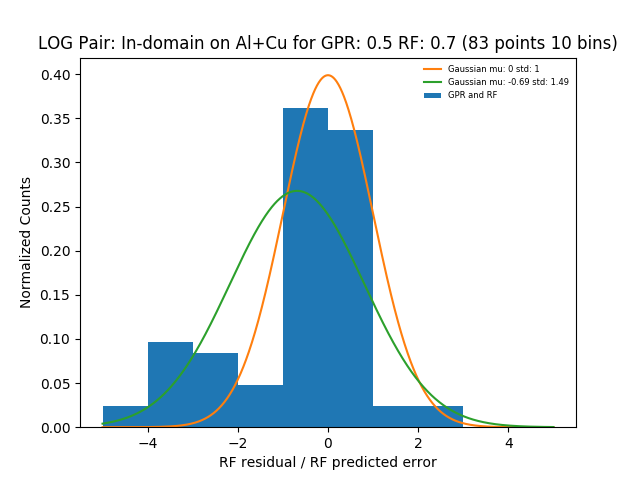 LOG Pair: In-domain on Al+Cu for GPR: 0.5 RF: 0.7 (83 points 10 bins)
Gaussian mu: 0 std: 1
Gaussian mu: -0.69 std: 1.49
GPR and RF
Normalized Counts
0.40
0.35
0.30
0.25
0.20
0.15
0.10
0.05
0.00
−4
−2
0
2
4
RF residual / RF predicted error